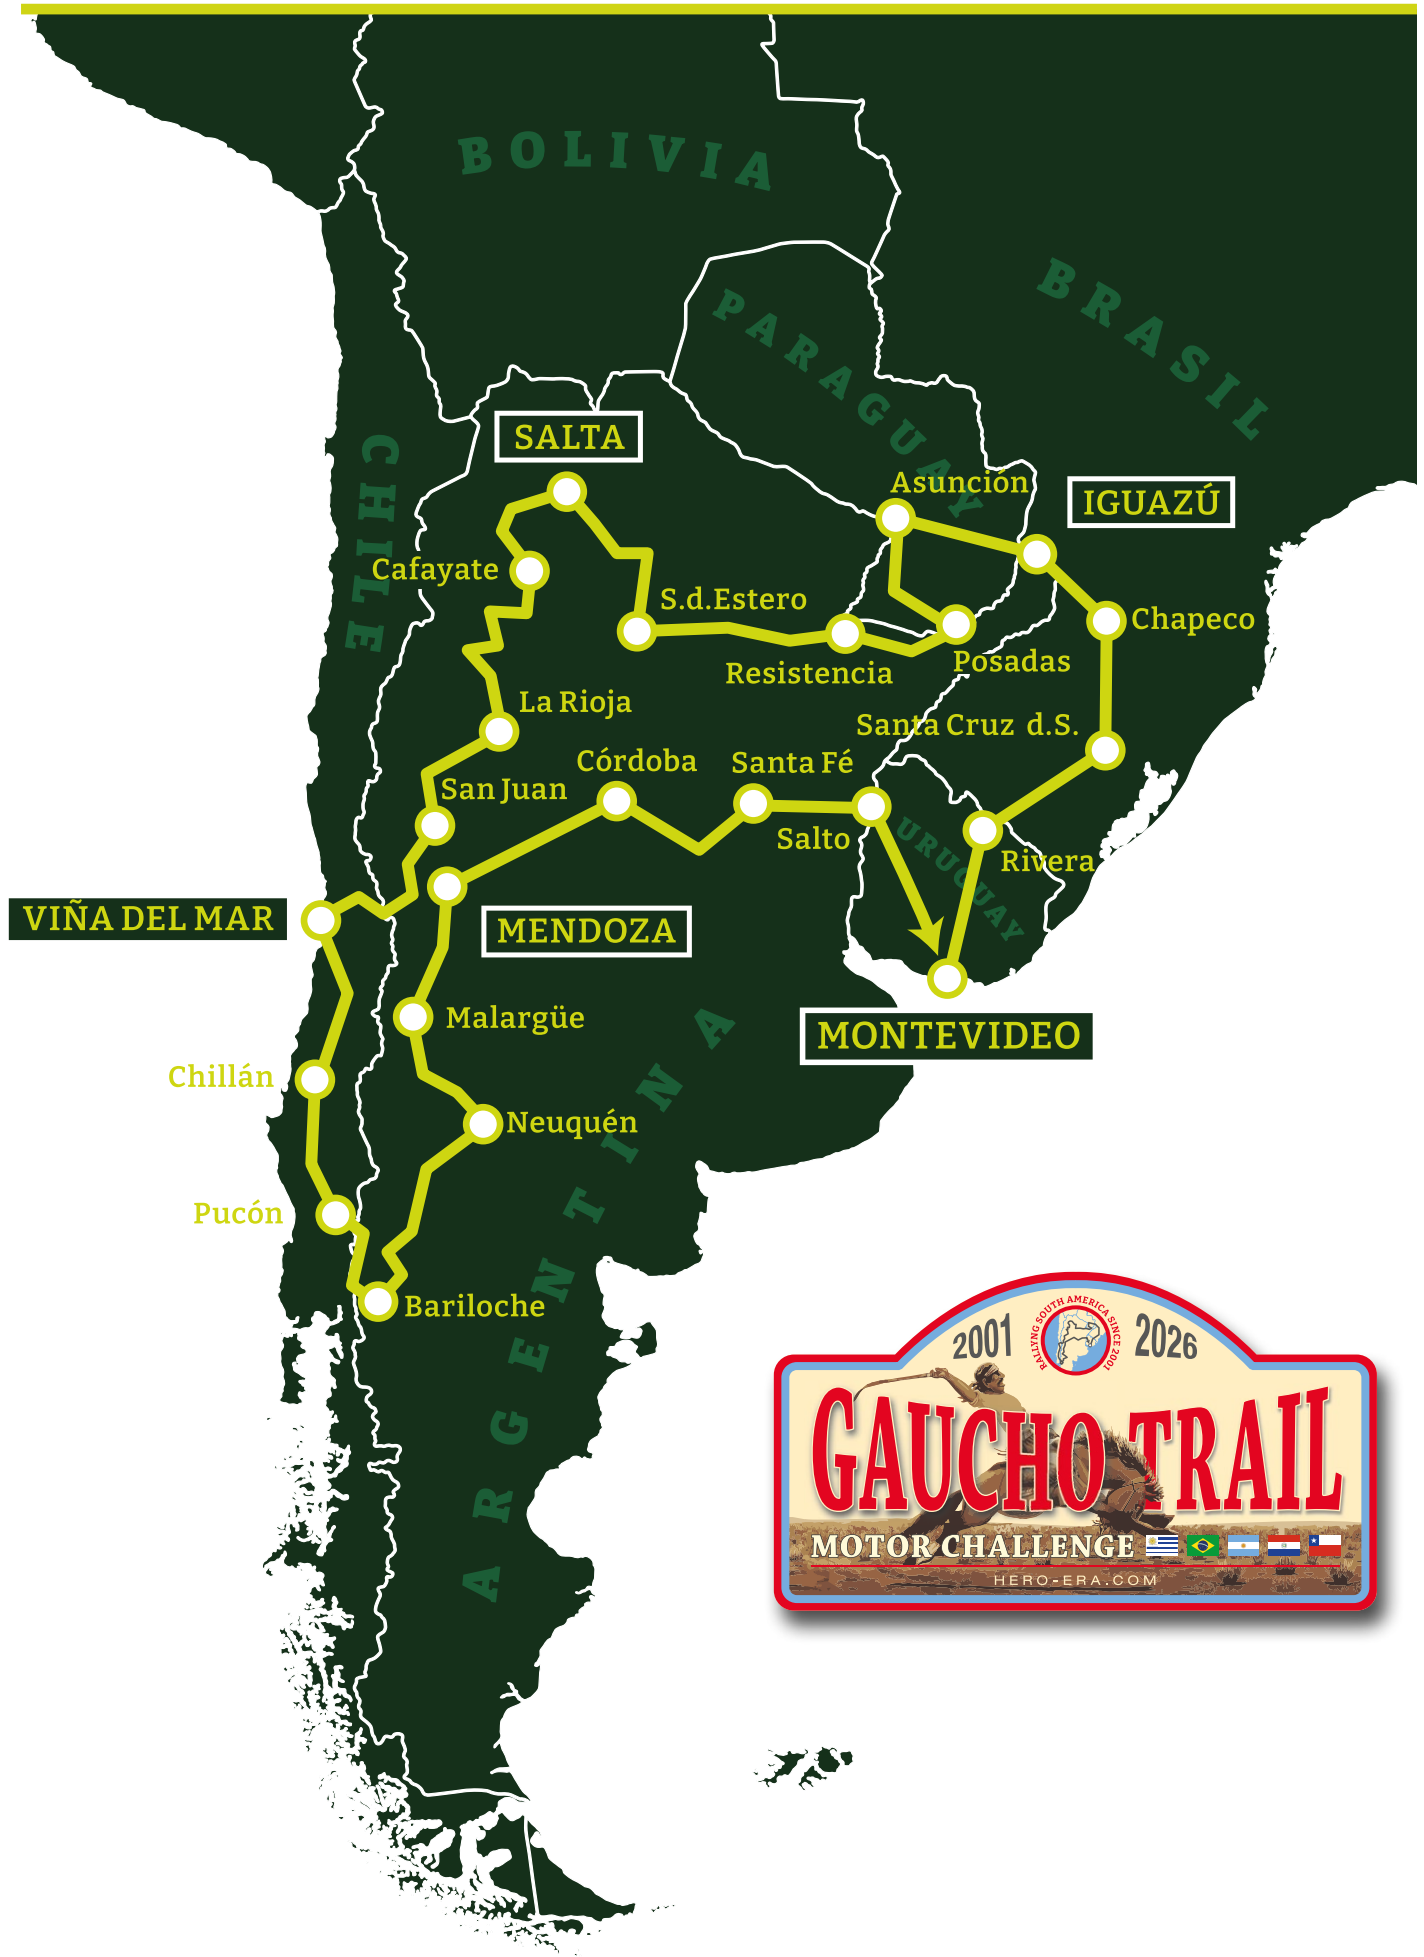 BOLIVIA
BRASIL
PARAGUAY
CHILE
SALTA
Asunción
IGUAZÚ
Cafayate
S.d.Estero
Chapeco
Resistencia
Posadas
La Rioja
Santa Cruz d.S.
Córdoba
Santa Fé
San Juan
Salto
URUGUAY
Rivera
VIÑA DEL MAR
MENDOZA
Malargüe
MONTEVIDEO
Chillán
Neuquén
Pucón
Bariloche
ARGENTINA
2001
RALLYNG SOUTH AMERICA SINCE 2001
2026
GAUCHO TRAIL
MOTOR CHALLENGE
HERO-ERA.COM